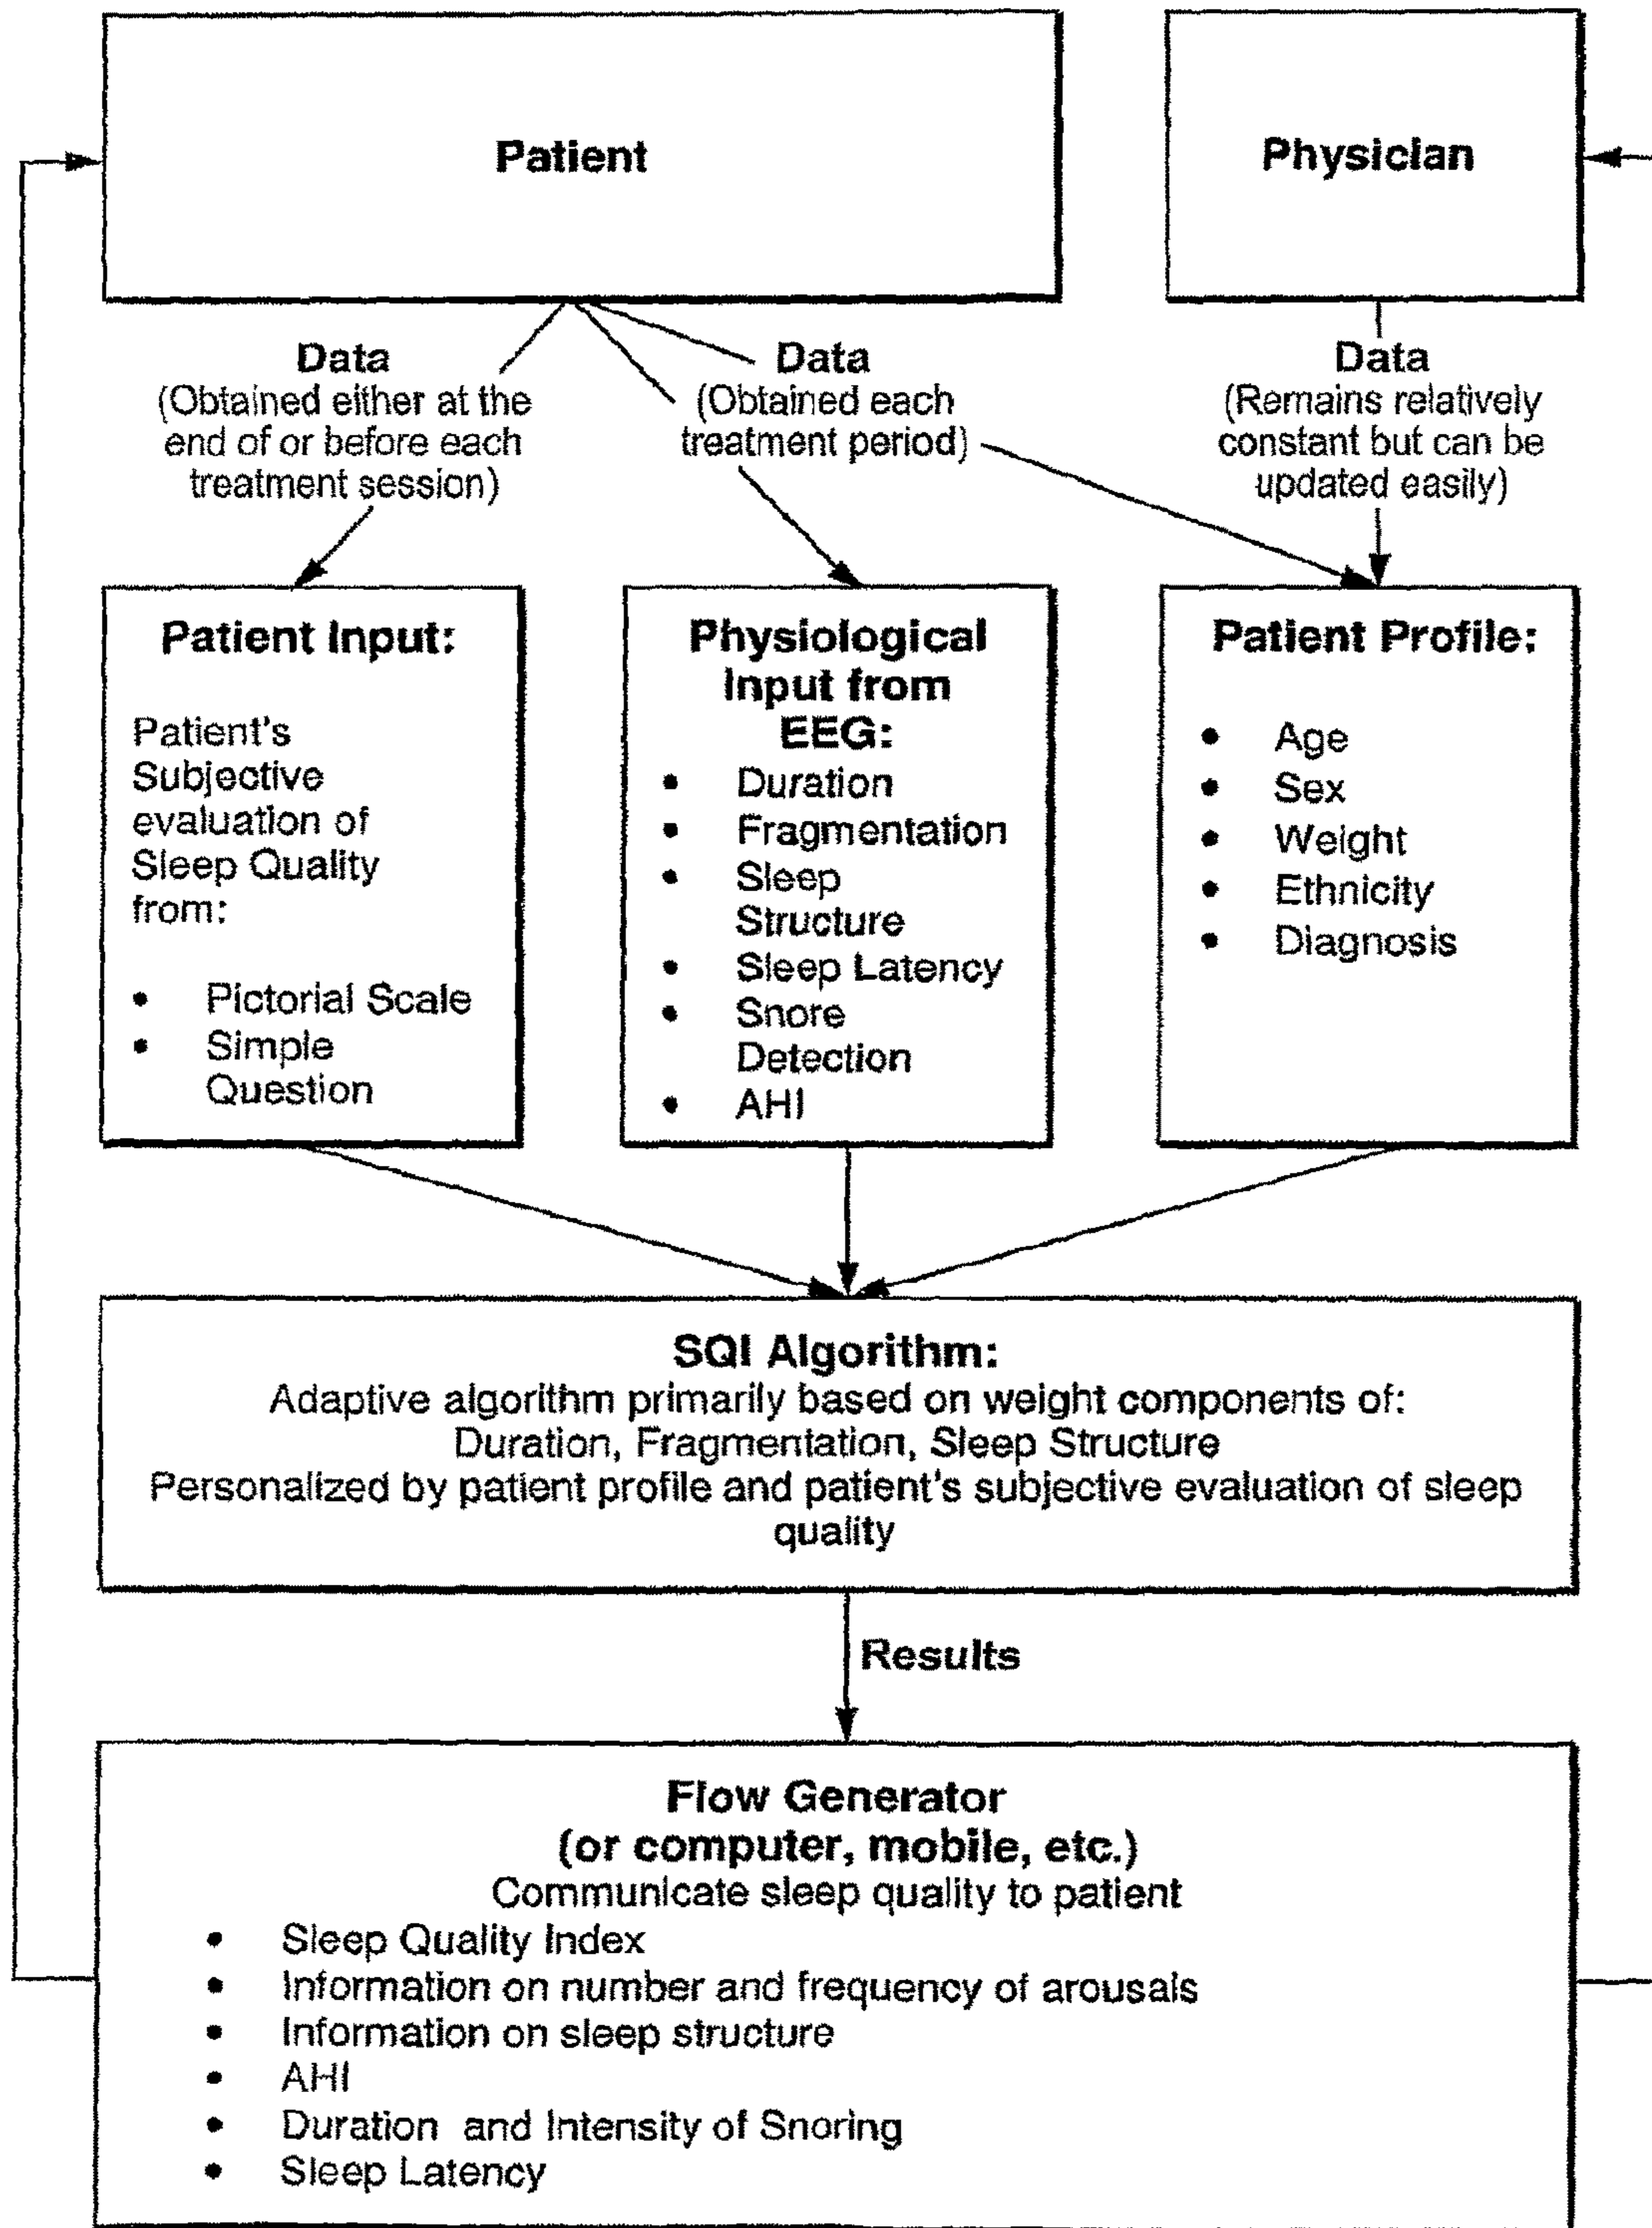 Patient
Physician
Data
(Obtained either at the
end of or before each
treatment session)
Data
(Obtained each
treatment period)
Data
(Remains relatively
constant but can be
updated easily)
Patient Input:
Patient's
Subjective
evaluation of
Sleep Quality
from:
• Pictorial Scale
• Simple
Question
Physiological
Input from
EEG:
• Duration
• Fragmentation
• Sleep
Structure
• Sleep Latency
• Snore
Detection
• AHI
Patient Profile:
• Age
• Sex
• Weight
• Ethnicity
• Diagnosis
SQI Algorithm:
Adaptive algorithm primarily based on weight components of:
Duration, Fragmentation, Sleep Structure
Personalized by patient profile and patient's subjective evaluation of sleep
quality
Results
Flow Generator
(or computer, mobile, etc.)
Communicate sleep quality to patient
• Sleep Quality Index
• Information on number and frequency of arousals
• Information on sleep structure
• AHI
• Duration and Intensity of Snoring
• Sleep Latency